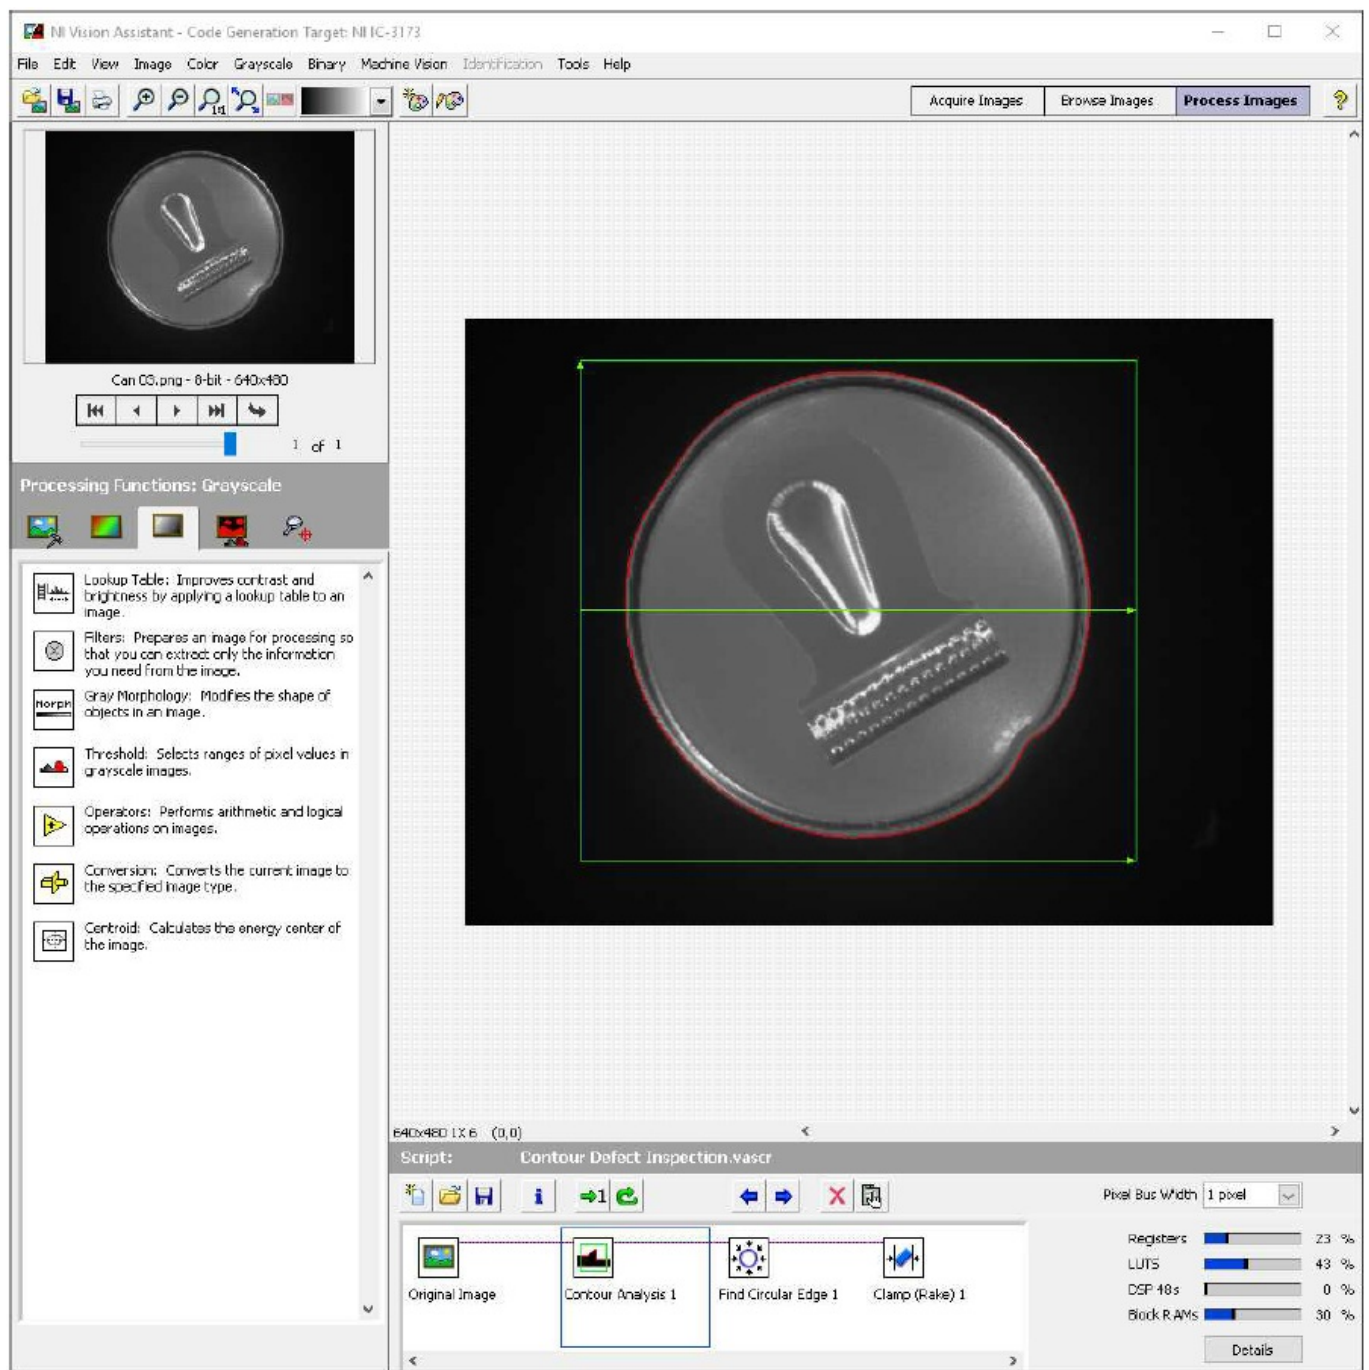 NI Vision Assistant - Code Generation Target: NI IC-3173
File Edit View Image Color Grayscale Binary Machine Vision Identification Tools Help
1:1
Acquire Images Browse Images Process Images ?
Can 03.png - 8-bit - 640x480
1 of 1
Processing Functions: Grayscale
Lookup Table: Improves contrast and
brightness by applying a lookup table to an
image.
Filters: Prepares an image for processing so
that you can extract only the information
you need from the image.
Morph
Gray Morphology: Modifies the shape of
objects in an image.
Threshold: Selects ranges of pixel values in
grayscale images.
Operators: Performs arithmetic and logical
operations on images.
Conversion: Converts the current image to
the specified image type.
Centroid: Calculates the energy center of
the image.
640x480 1X 6 (0,0)
Script: Contour Defect Inspection.vascr
i 1
Pixel Bus Width 1 pixel
Original Image Contour Analysis 1 Find Circular Edge 1 Clamp (Rake) 1
Registers 23 %
LUTS 43 %
DSP 48s 0 %
Block RAMs 30 %
Details